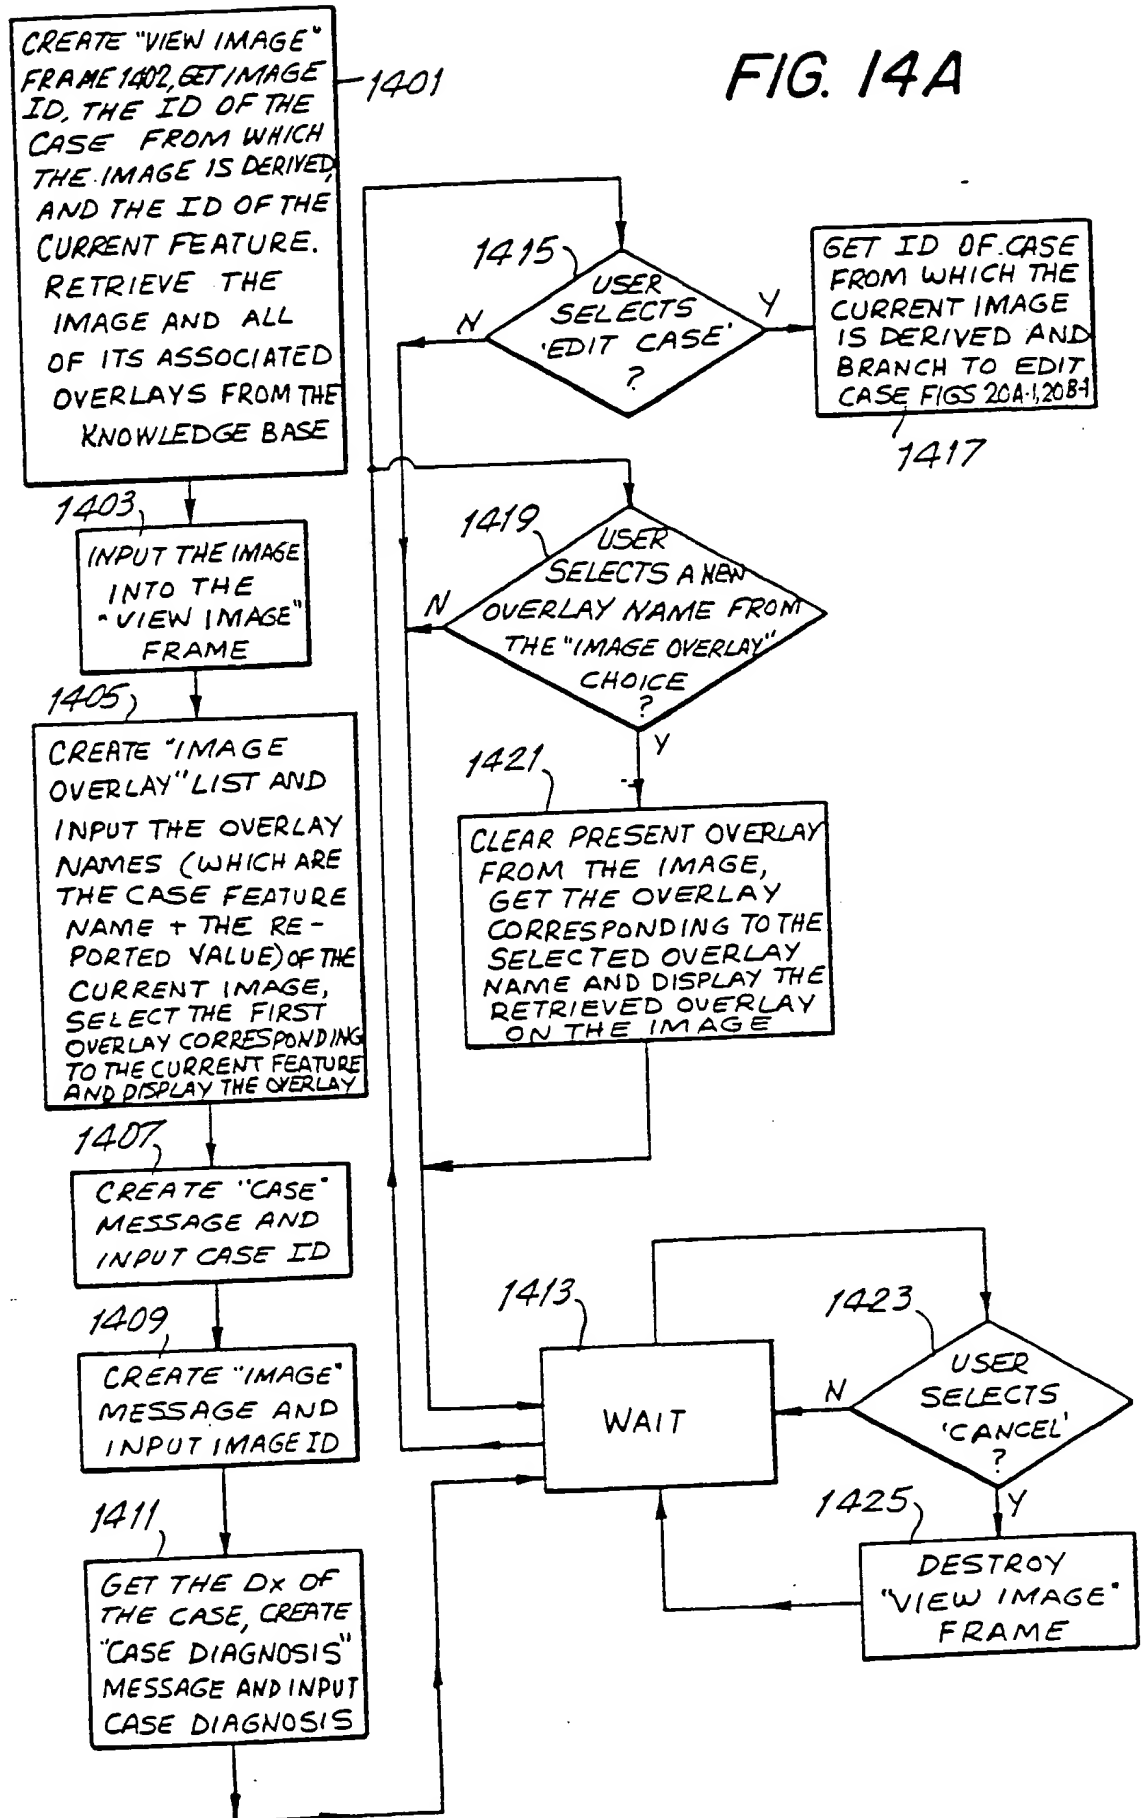 FIG. 14A
CREATE "VIEW IMAGE"
FRAME 1402, GET IMAGE
ID, THE ID OF THE
CASE FROM WHICH
THE IMAGE IS DERIVED,
AND THE ID OF THE
CURRENT FEATURE.
RETRIEVE THE
IMAGE AND ALL
OF ITS ASSOCIATED
OVERLAYS FROM THE
KNOWLEDGE BASE
1401
1403
INPUT THE IMAGE
INTO THE
"VIEW IMAGE"
FRAME
1405
CREATE "IMAGE
OVERLAY" LIST AND
INPUT THE OVERLAY
NAMES (WHICH ARE
THE CASE FEATURE
NAME + THE RE-
PORTED VALUE) OF THE
CURRENT IMAGE,
SELECT THE FIRST
OVERLAY CORRESPONDING
TO THE CURRENT FEATURE
AND DISPLAY THE OVERLAY
1407
CREATE "CASE"
MESSAGE AND
INPUT CASE ID
1409
CREATE "IMAGE"
MESSAGE AND
INPUT IMAGE ID
1411
GET THE Dx OF
THE CASE, CREATE
"CASE DIAGNOSIS"
MESSAGE AND INPUT
CASE DIAGNOSIS
1415
USER
SELECTS
'EDIT CASE'
?
N
Y
GET ID OF CASE
FROM WHICH THE
CURRENT IMAGE
IS DERIVED AND
BRANCH TO EDIT
CASE FIGS 20A-1, 20B-1
1417
1419
USER
SELECTS A NEW
OVERLAY NAME FROM
THE "IMAGE OVERLAY"
CHOICE
?
N
Y
1421
CLEAR PRESENT OVERLAY
FROM THE IMAGE,
GET THE OVERLAY
CORRESPONDING TO THE
SELECTED OVERLAY
NAME AND DISPLAY THE
RETRIEVED OVERLAY
ON THE IMAGE
1413
WAIT
1423
USER
SELECTS
'CANCEL'
?
N
Y
1425
DESTROY
"VIEW IMAGE"
FRAME